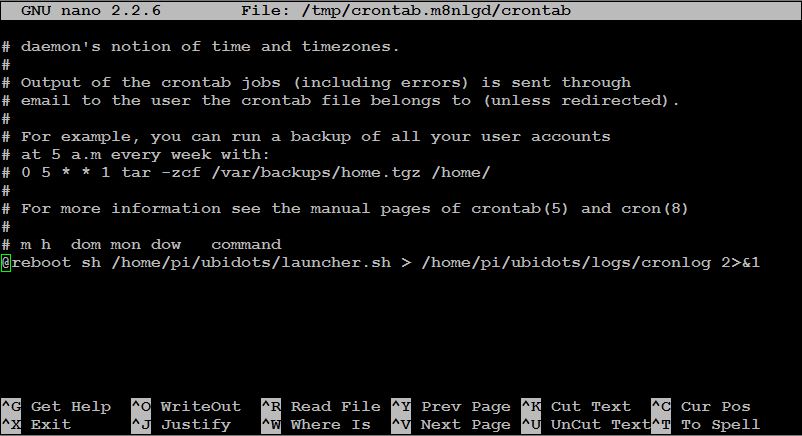 GNU nano 2.2.6        File: /tmp/crontab.m8nlgd/crontab
# daemon's notion of time and timezones.
#
# Output of the crontab jobs (including errors) is sent through
# email to the user the crontab file belongs to (unless redirected).
#
# For example, you can run a backup of all your user accounts
# at 5 a.m every week with:
# 0 5 * * 1 tar -zcf /var/backups/home.tgz /home/
#
# For more information see the manual pages of crontab(5) and cron(8)
#
# m h  dom mon dow   command
@reboot sh /home/pi/ubidots/launcher.sh > /home/pi/ubidots/logs/cronlog 2>&1
^G Get Help  ^O WriteOut  ^R Read File ^Y Prev Page ^K Cut Text  ^C Cur Pos
^X Exit      ^J Justify   ^W Where Is  ^V Next Page ^U UnCut Text^T To Spell